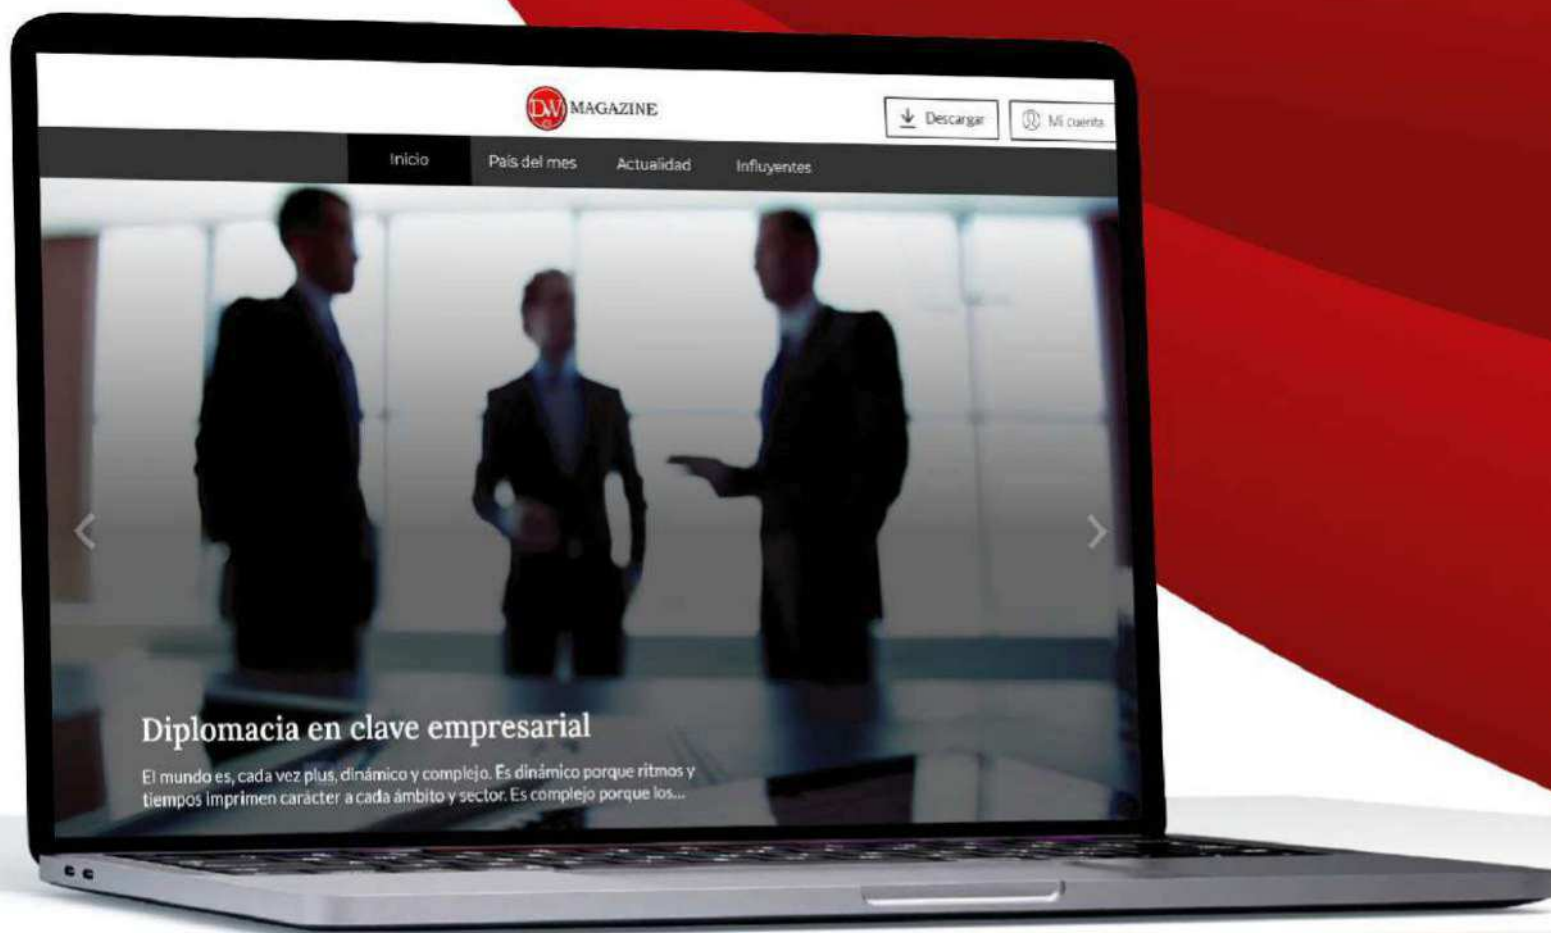 DW MAGAZINE
Descargar
Mi cuenta
Inicio
País del mes
Actualidad
Influyentes
Diplomacia en clave empresarial
El mundo es, cada vez plus, dinámico y complejo. Es dinámico porque ritmos y
tiempos imprimen carácter a cada ámbito y sector. Es complejo porque los...